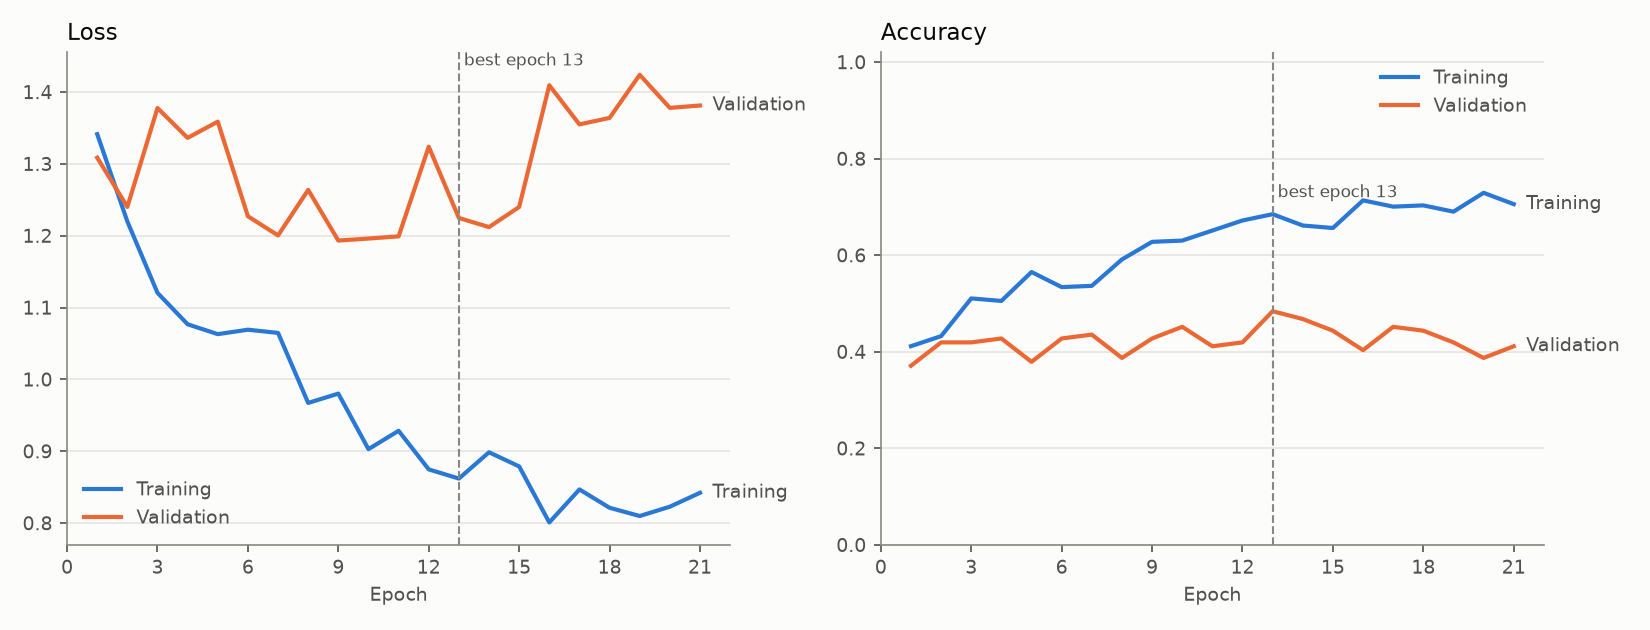 Loss
best epoch 13
1.4
1.3
1.2
1.1
1.0
0.9
0.8
Validation
Training
Training
Validation
0 3 6 9 12 15 18 21
Epoch
Accuracy
1.0
0.8
0.6
0.4
0.2
0.0
Training
Validation
best epoch 13
Training
Validation
0 3 6 9 12 15 18 21
Epoch